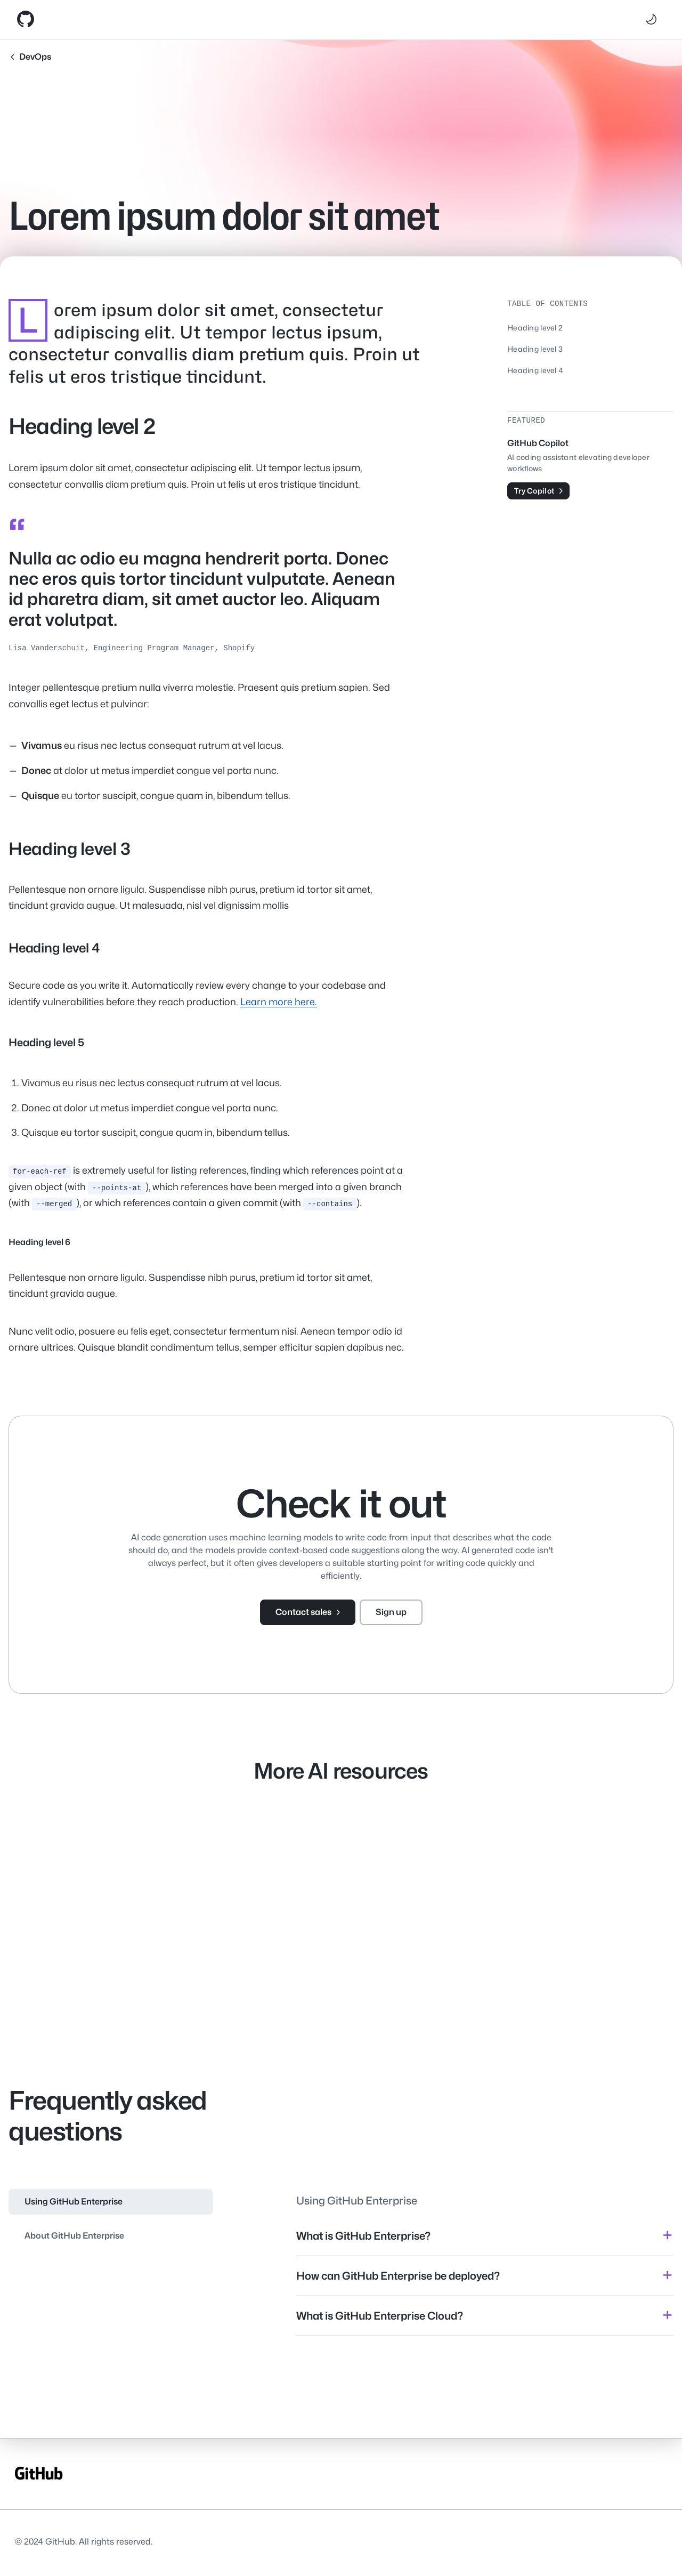 DevOps
Lorem ipsum dolor sit amet
Lorem ipsum dolor sit amet, consectetur
adipiscing elit. Ut tempor lectus ipsum,
consectetur convallis diam pretium quis. Proin ut
felis ut eros tristique tincidunt.
TABLE OF CONTENTS
Heading level 2
Heading level 3
Heading level 4
FEATURED
GitHub Copilot
AI coding assistant elevating developer
workflows
Try Copilot
Heading level 2
Lorem ipsum dolor sit amet, consectetur adipiscing elit. Ut tempor lectus ipsum,
consectetur convallis diam pretium quis. Proin ut felis ut eros tristique tincidunt.
“
Nulla ac odio eu magna hendrerit porta. Donec
nec eros quis tortor tincidunt vulputate. Aenean
id pharetra diam, sit amet auctor leo. Aliquam
erat volutpat.
Lisa Vanderschuit, Engineering Program Manager, Shopify
Integer pellentesque pretium nulla viverra molestie. Praesent quis pretium sapien. Sed
convallis eget lectus et pulvinar:
— Vivamus eu risus nec lectus consequat rutrum at vel lacus.
— Donec at dolor ut metus imperdiet congue vel porta nunc.
— Quisque eu tortor suscipit, congue quam in, bibendum tellus.
Heading level 3
Pellentesque non ornare ligula. Suspendisse nibh purus, pretium id tortor sit amet,
tincidunt gravida augue. Ut malesuada, nisl vel dignissim mollis
Heading level 4
Secure code as you write it. Automatically review every change to your codebase and
identify vulnerabilities before they reach production. Learn more here.
Heading level 5
1. Vivamus eu risus nec lectus consequat rutrum at vel lacus.
2. Donec at dolor ut metus imperdiet congue vel porta nunc.
3. Quisque eu tortor suscipit, congue quam in, bibendum tellus.
for-each-ref is extremely useful for listing references, finding which references point at a
given object (with --points-at ), which references have been merged into a given branch
(with --merged ), or which references contain a given commit (with --contains ).
Heading level 6
Pellentesque non ornare ligula. Suspendisse nibh purus, pretium id tortor sit amet,
tincidunt gravida augue.
Nunc velit odio, posuere eu felis eget, consectetur fermentum nisi. Aenean tempor odio id
ornare ultrices. Quisque blandit condimentum tellus, semper efficitur sapien dapibus nec.
Check it out
AI code generation uses machine learning models to write code from input that describes what the code
should do, and the models provide context-based code suggestions along the way. AI generated code isn't
always perfect, but it often gives developers a suitable starting point for writing code quickly and
efficiently.
Contact sales
Sign up
More AI resources
Frequently asked
questions
Using GitHub Enterprise
About GitHub Enterprise
Using GitHub Enterprise
What is GitHub Enterprise?
How can GitHub Enterprise be deployed?
What is GitHub Enterprise Cloud?
GitHub
© 2024 GitHub. All rights reserved.